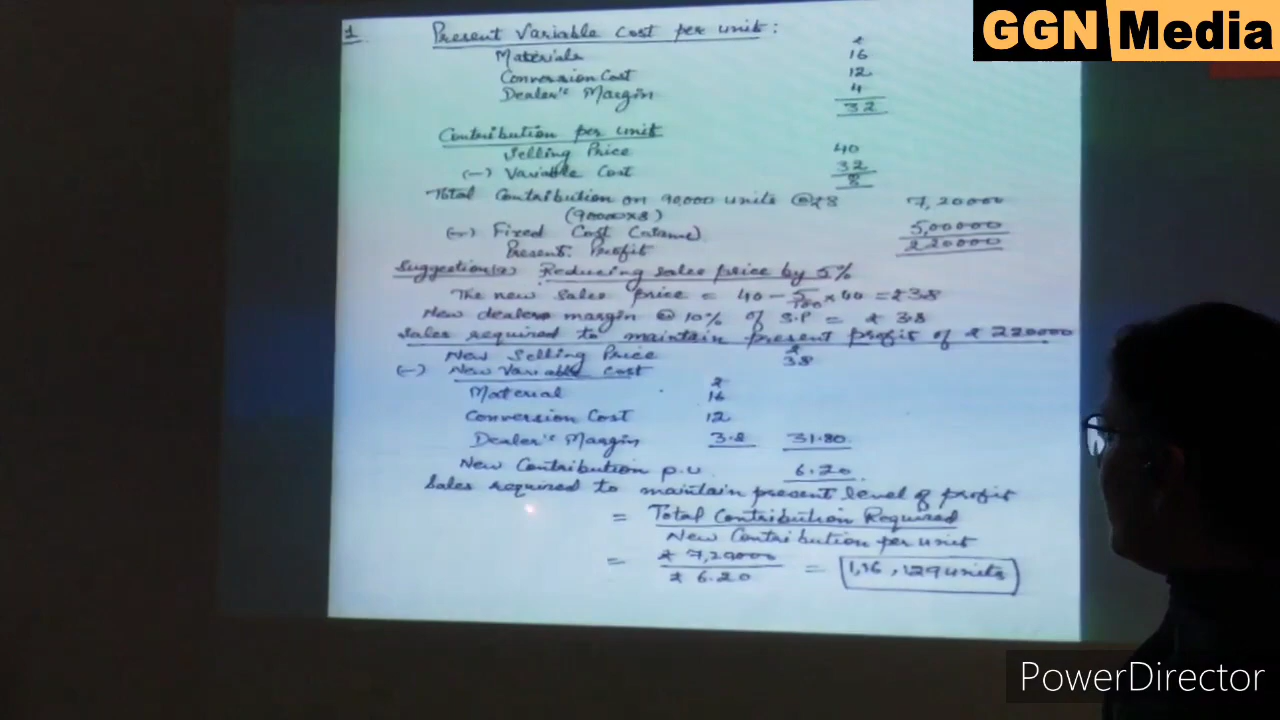 GGN Media
1. Present Variable Cost per unit:
₹
Materials 16
Conversion Cost 12
Dealer's Margin 4
32
Contribution per unit
Selling Price 40
(-) Variable Cost 32
8
Total Contribution on 90,000 units @₹8 7,20000
(90000x8)
(-) Fixed Cost 5,00000
Present Profit 220000
Suggestion(a) Reducing sales price by 5%
The new sales price = 40 - 5/100 x 40 = ₹38
New dealers margin @ 10% of S.P = ₹ 3.8
Sales required to maintain present profit of ₹ 220000
₹
New Selling Price 38
(-) New Variable Cost
₹
Material 16
Conversion Cost 12
Dealer's Margin 3.8 31.80
New Contribution p.u. 6.20
Sales required to maintain present level of profit
= Total Contribution Required
New Contribution per unit
= ₹ 7,20000
₹ 6.20
= 1,16,129 units
PowerDirector